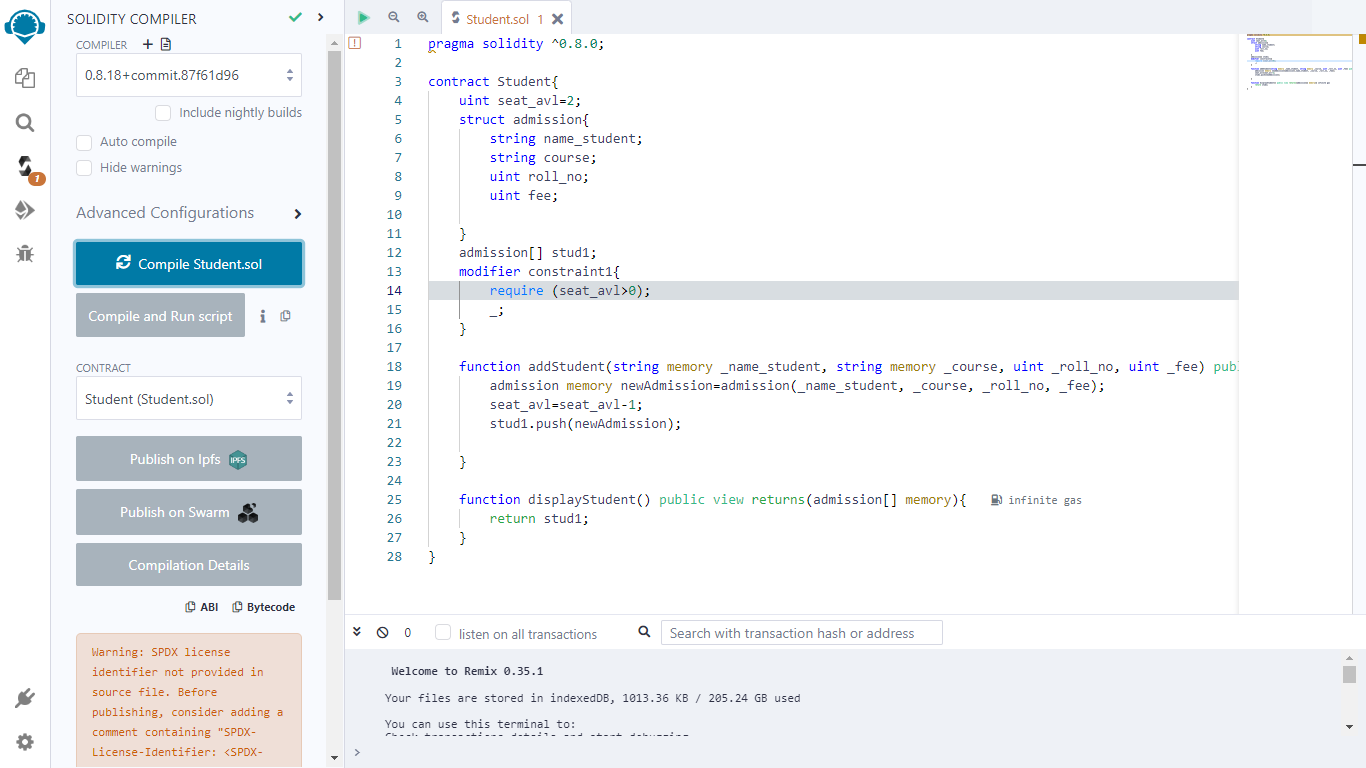 SOLIDITY COMPILER
COMPILER
0.8.18+commit.87f61d96
Include nightly builds
Auto compile
Hide warnings
1
Advanced Configurations
Compile Student.sol
Compile and Run script
CONTRACT
Student (Student.sol)
Publish on Ipfs IPFS
Publish on Swarm
Compilation Details
ABI Bytecode
Warning: SPDX license
identifier not provided in
source file. Before
publishing, consider adding a
comment containing "SPDX-
License-Identifier: <SPDX-
Student.sol 1
1 pragma solidity ^0.8.0;
2
3 contract Student{
4 uint seat_avl=2;
5 struct admission{
6 string name_student;
7 string course;
8 uint roll_no;
9 uint fee;
10
11 }
12 admission[] stud1;
13 modifier constraint1{
14 require (seat_avl>0);
15 _;
16 }
17
18 function addStudent(string memory _name_student, string memory _course, uint _roll_no, uint _fee) pub
19 admission memory newAdmission=admission(_name_student, _course, _roll_no, _fee);
20 seat_avl=seat_avl-1;
21 stud1.push(newAdmission);
22
23 }
24
25 function displayStudent() public view returns(admission[] memory){ infinite gas
26 return stud1;
27 }
28 }
0 listen on all transactions Search with transaction hash or address
Welcome to Remix 0.35.1
Your files are stored in indexedDB, 1013.36 KB / 205.24 GB used
You can use this terminal to:
Check transactions details and start debugging
>